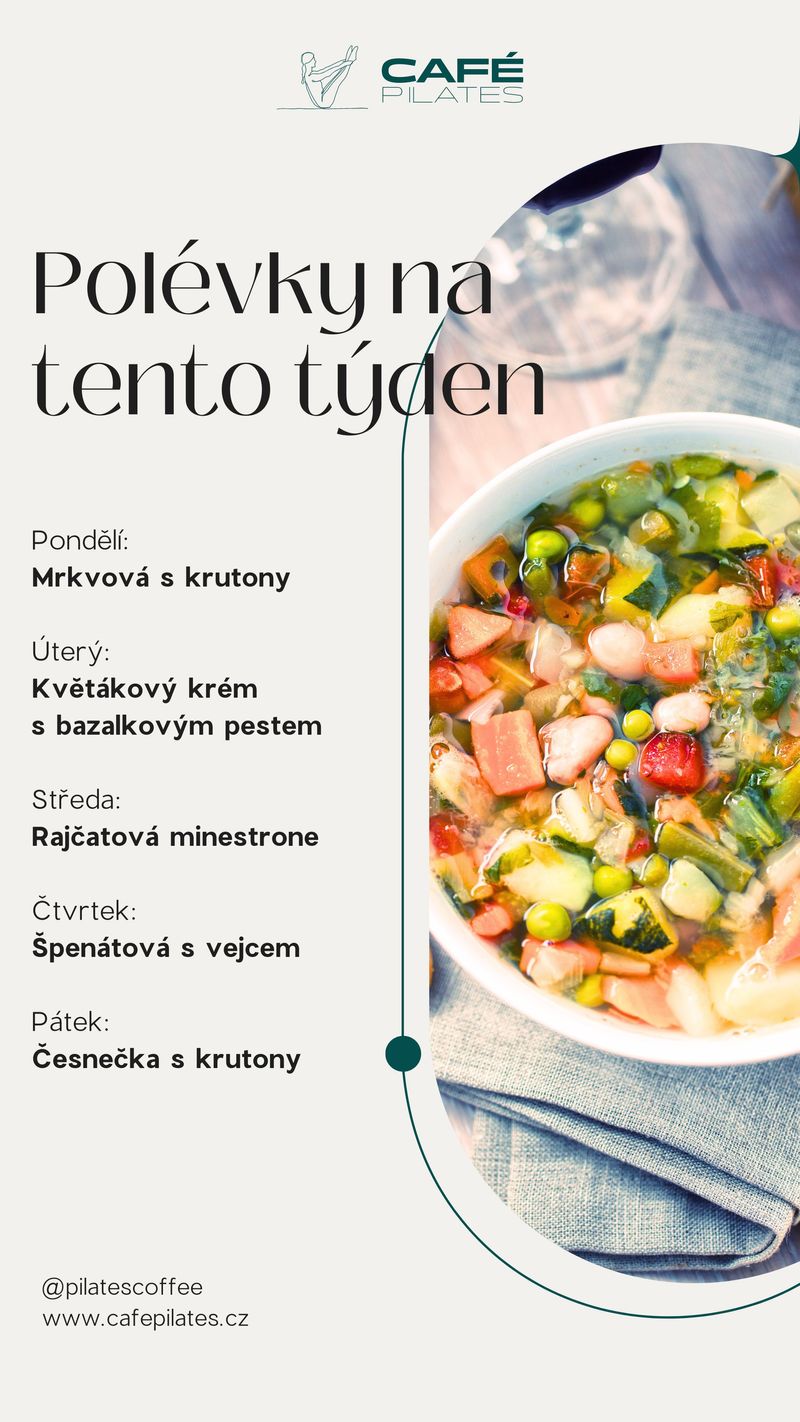 CAFÉ
PILATES
Polévky na
tento týden
Pondělí:
Mrkvová s krutony
Úterý:
Květákový krém
s bazalkovým pestem
Středa:
Rajčatová minestrone
Čtvrtek:
Špenátová s vejcem
Pátek:
Česnečka s krutony
@pilatescoffee
www.cafepilates.cz